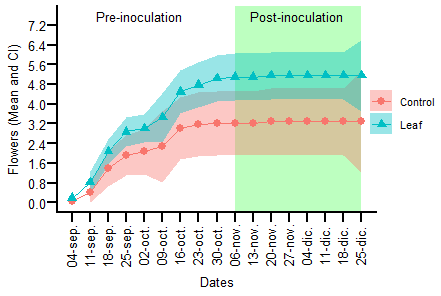 Pre-inoculation Post-inoculation
Flowers (Mean and CI)
7.2
6.4
5.6
4.8
4.0
3.2
2.4
1.6
0.8
0.0
04-sep.
11-sep.
18-sep.
25-sep.
02-oct.
09-oct.
16-oct.
23-oct.
30-oct.
06-nov.
13-nov.
20-nov.
27-nov.
04-dic.
11-dic.
18-dic.
25-dic.
Dates
Control
Leaf